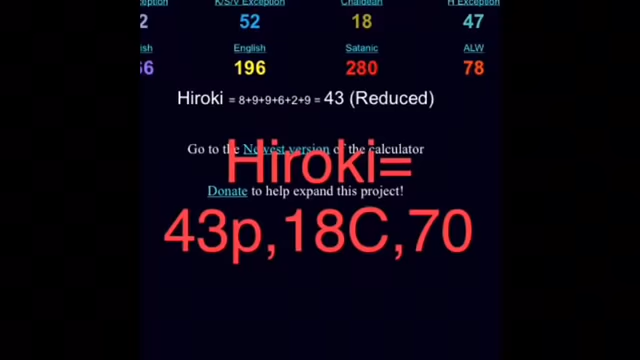 K/S/V Exception Chaldean H Exception
2 52 18 47
English Satanic ALW
196 280 78
Hiroki = 8+9+9+6+2+9 = 43 (Reduced)
Go to the Newest version of the calculator
Hiroki=
Donate to help expand this project!
43p,18C,70